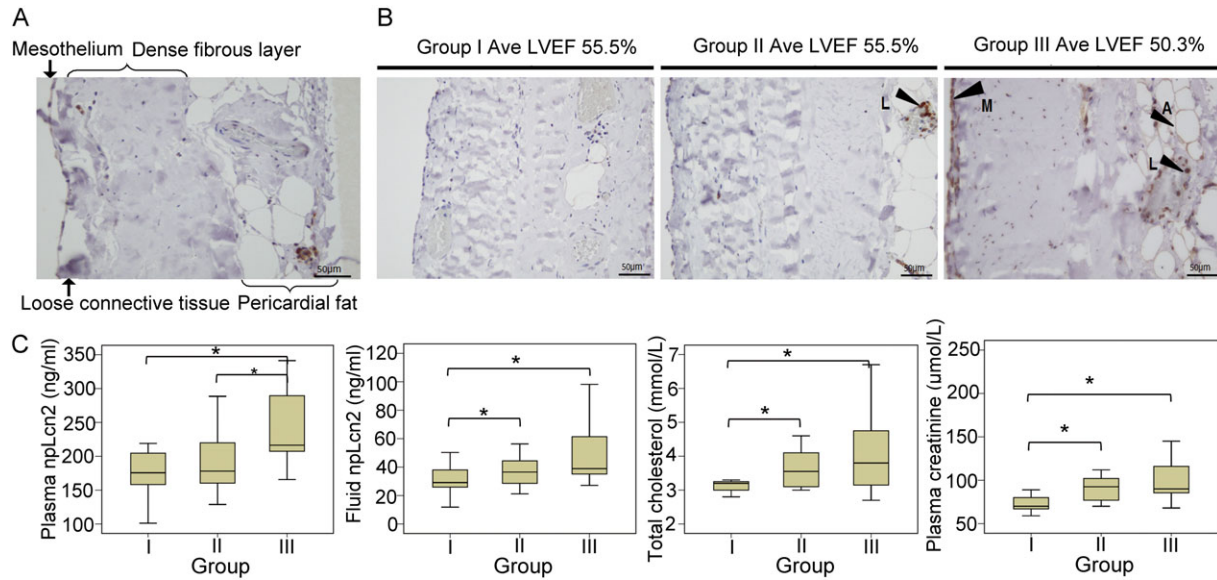 A
B
Mesothelium Dense fibrous layer
Group I Ave LVEF 55.5%
Group II Ave LVEF 55.5%
Group III Ave LVEF 50.3%
L
M
A
L
50µm
50µm
50µm
50µm
Loose connective tissue Pericardial fat
C
Plasma npLcn2 (ng/ml)
350
300
250
200
150
100
*
*
I II III
Group
Fluid npLcn2 (ng/ml)
120
100
80
60
40
20
0
*
*
I II III
Group
Total cholesterol (mmol/L)
7
6
5
4
3
2
*
*
I II III
Group
Plasma creatinine (umol/L)
250
200
150
100
50
*
*
I II III
Group